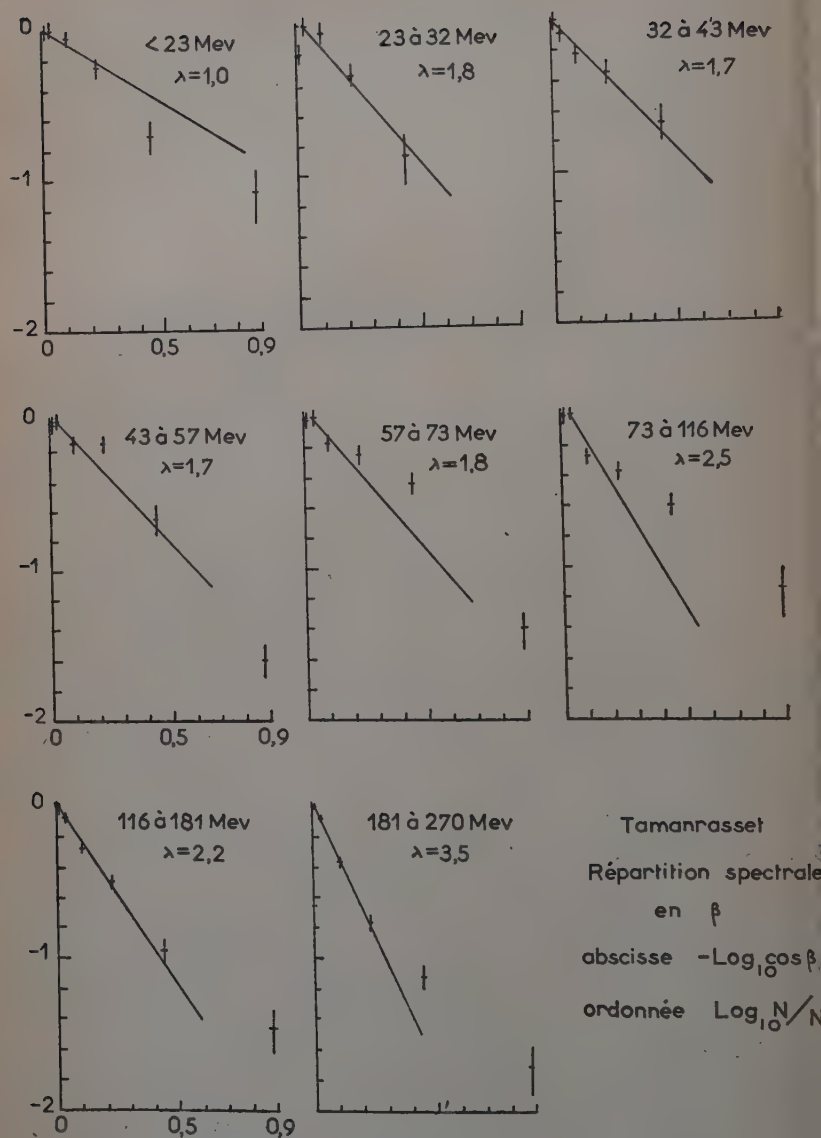 0
-1
-2
0
0,5
0,9
< 23 Mev
λ=1,0
23 à 32 Mev
λ=1,8
32 à 43 Mev
λ=1,7
0
-1
-2
0
0,5
0,9
43 à 57 Mev
λ=1,7
57 à 73 Mev
λ=1,8
73 à 116 Mev
λ=2,5
0
-1
-2
0
0,5
0,9
116 à 181 Mev
λ=2,2
181 à 270 Mev
λ=3,5
Tamanrasset
Répartition spectrale
en β
abscisse -Log₁₀cosβ
ordonnée Log₁₀N/N